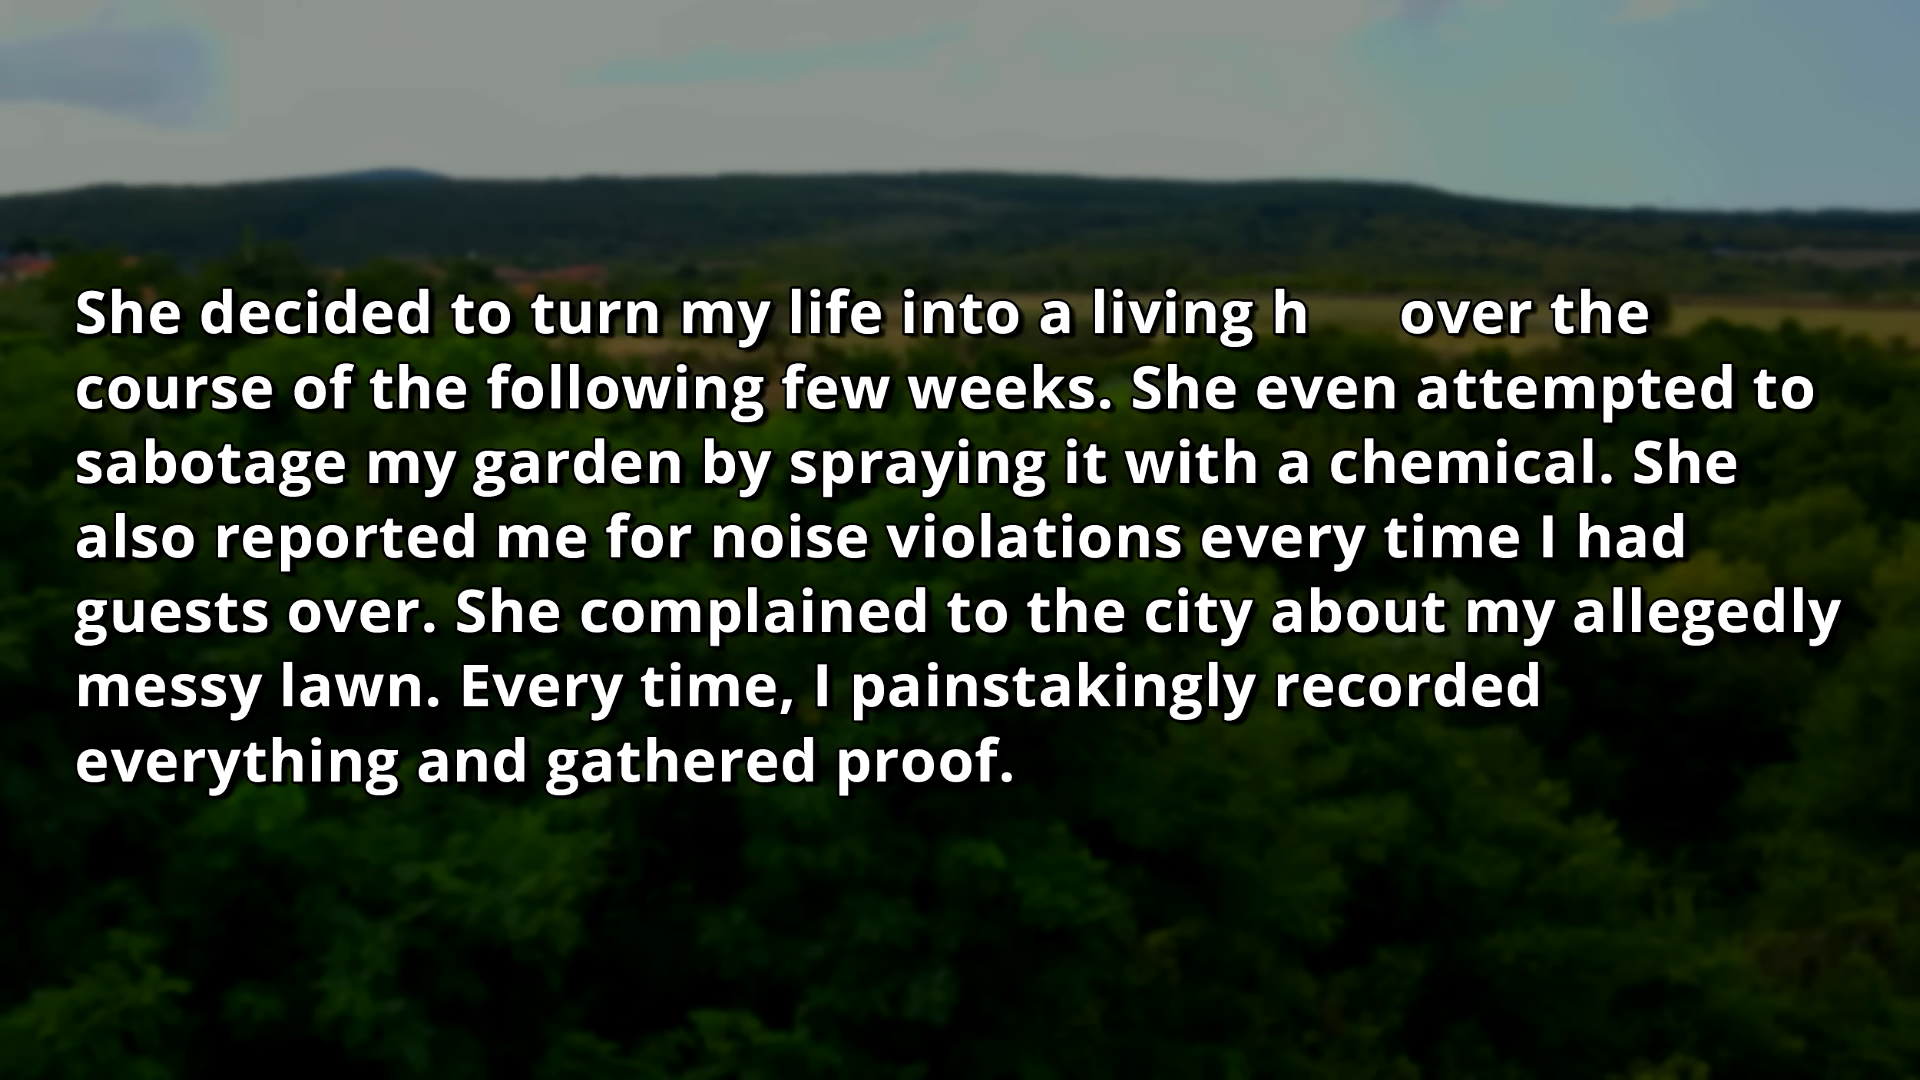 She decided to turn my life into a living h over the
course of the following few weeks. She even attempted to
sabotage my garden by spraying it with a chemical. She
also reported me for noise violations every time I had
guests over. She complained to the city about my allegedly
messy lawn. Every time, I painstakingly recorded
everything and gathered proof.